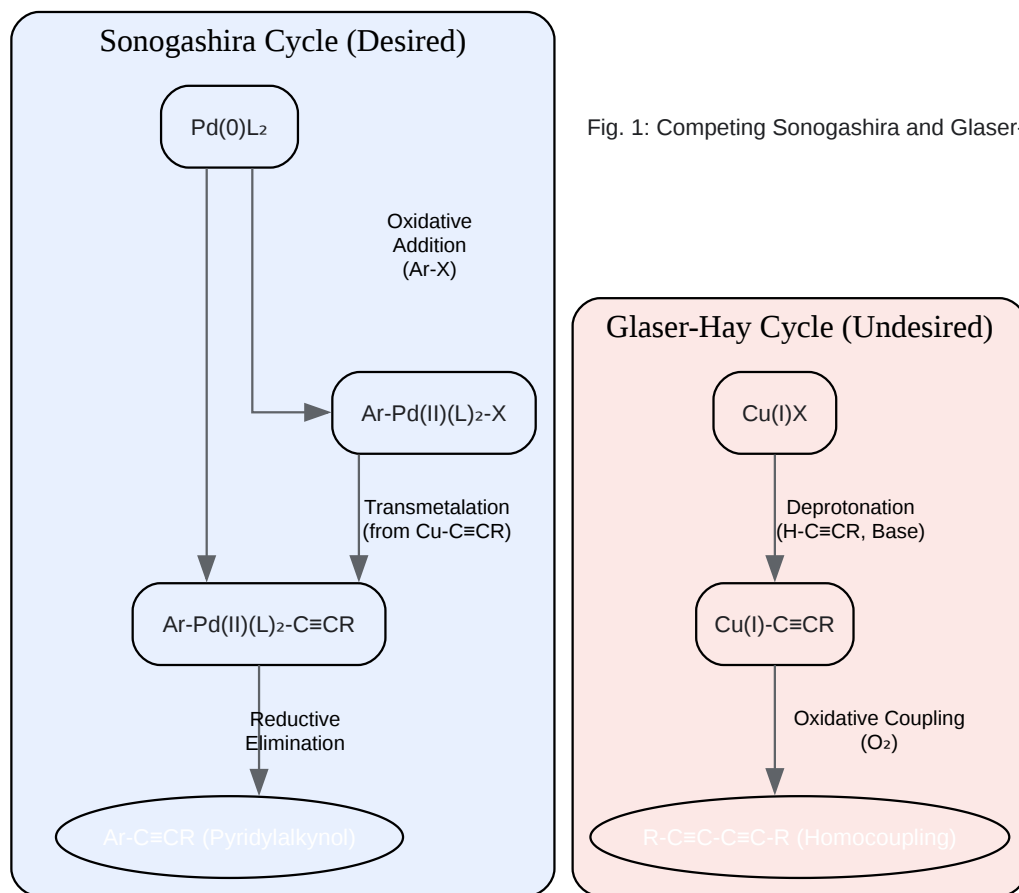 Sonogashira Cycle (Desired)
Pd(0)L₂
Oxidative
Addition
(Ar-X)
Ar-Pd(II)(L)₂-X
Transmetalation
(from Cu-C≡CR)
Ar-Pd(II)(L)₂-C≡CR
Reductive
Elimination
Ar-C≡CR (Pyridylalkynol)
Fig. 1: Competing Sonogashira and Glaser-
Glaser-Hay Cycle (Undesired)
Cu(I)X
Deprotonation
(H-C≡CR, Base)
Cu(I)-C≡CR
Oxidative Coupling
(O₂)
R-C≡C-C≡C-R (Homocoupling)